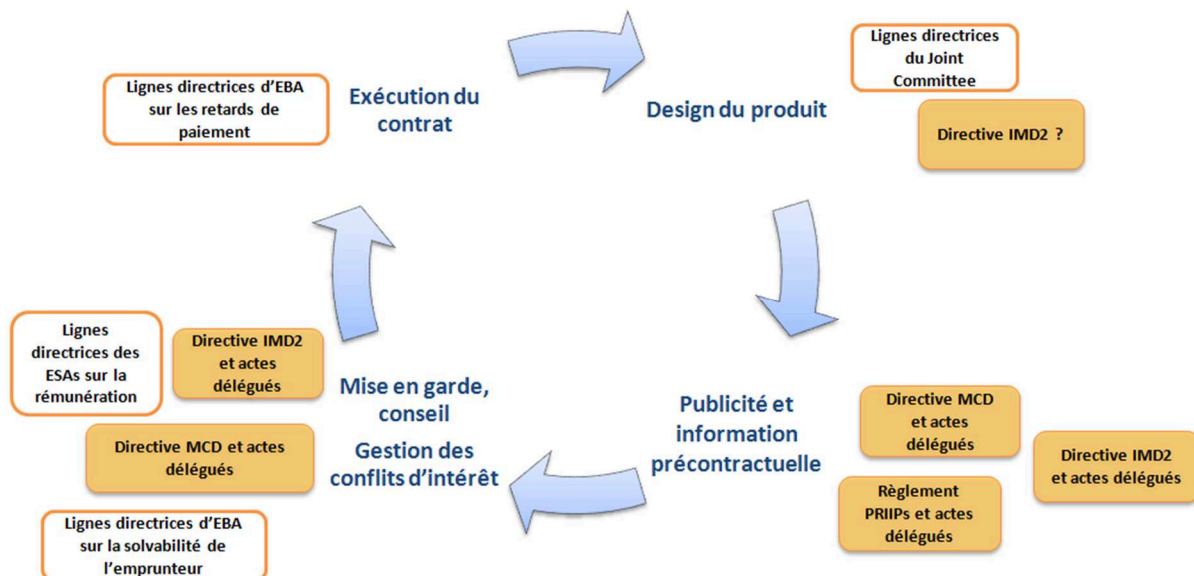 Lignes directrices d'EBA
sur les retards de
paiement
Exécution du
contrat
Design du produit
Lignes directrices
du Joint
Committee
Directive IMD2 ?
Lignes
directrices des
ESAs sur la
rémunération
Directive IMD2
et actes
délégués
Directive MCD et actes
délégués
Lignes directrices d'EBA
sur la solvabilité de
l'emprunteur
Mise en garde,
conseil
Gestion des
conflits d'intérêt
Publicité et
information
précontractuelle
Directive MCD
et actes
délégués
Directive IMD2
et actes délégués
Règlement
PRIIPs et actes
délégués